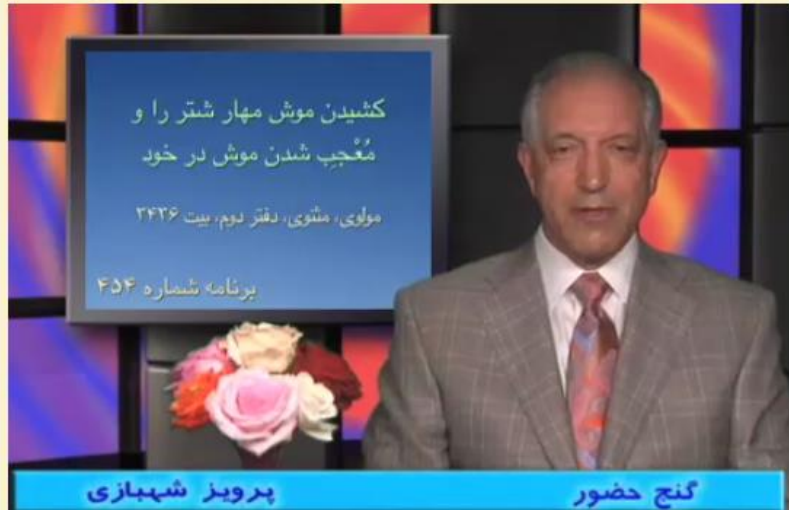 کشیدن موش مهار شتر را و
مُعْجِب شدن موش در خود
مولوی، مثنوی، دفتر دوم، بیت ۳۴۳۶
برنامه شماره ۴۵۴
گنج حضور
پرویز شهبازی